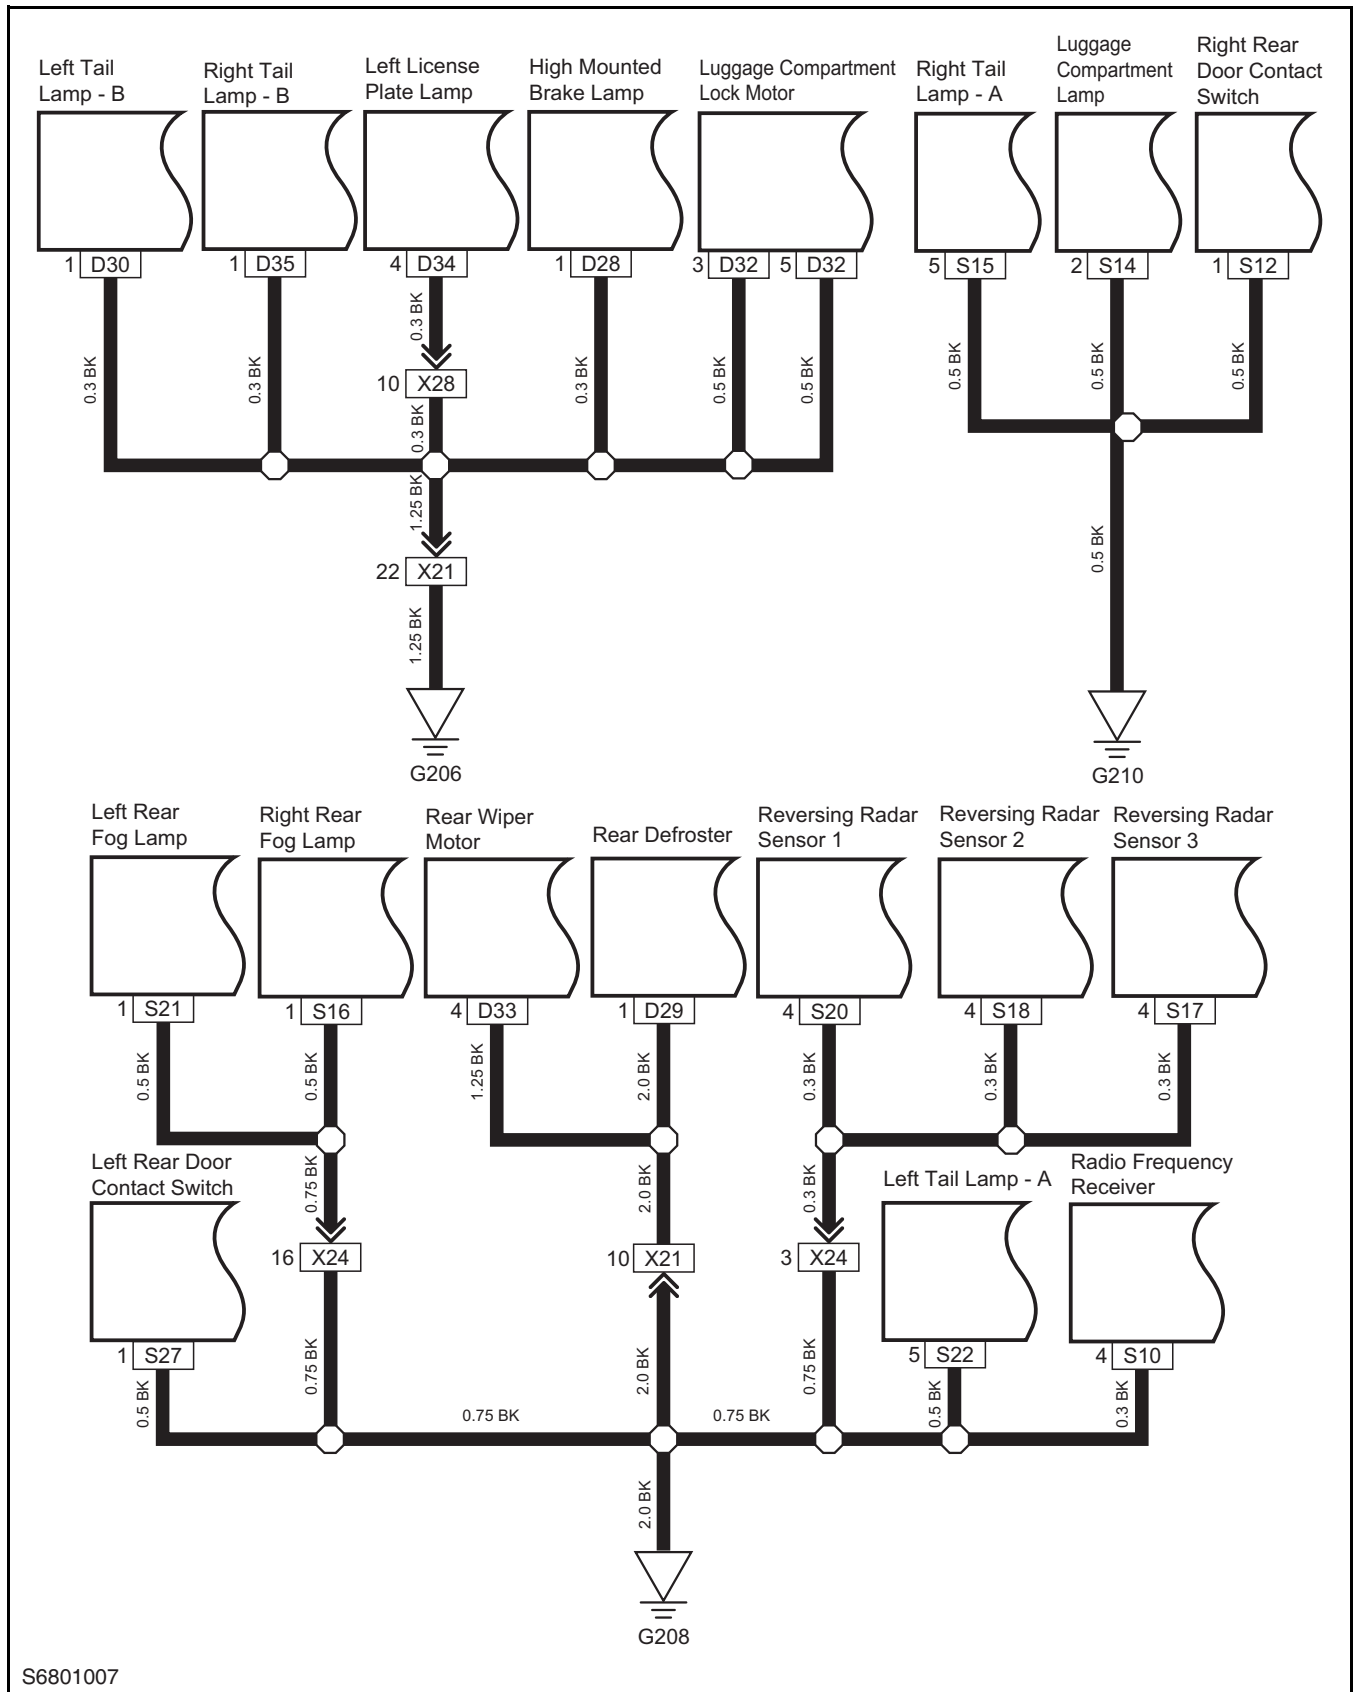 Left Tail
Lamp - B
Right Tail
Lamp - B
Left License
Plate Lamp
High Mounted
Brake Lamp
Luggage Compartment
Lock Motor
Right Tail
Lamp - A
Luggage
Compartment
Lamp
Right Rear
Door Contact
Switch
1 D30
1 D35
4 D34
1 D28
3 D32
5 D32
5 S15
2 S14
1 S12
0.3 BK
0.3 BK
0.3 BK
0.3 BK
0.5 BK
0.5 BK
0.5 BK
0.5 BK
0.5 BK
10 X28
0.3 BK
1.25 BK
22 X21
1.25 BK
0.5 BK
G206
G210
Left Rear
Fog Lamp
Right Rear
Fog Lamp
Rear Wiper
Motor
Rear Defroster
Reversing Radar
Sensor 1
Reversing Radar
Sensor 2
Reversing Radar
Sensor 3
1 S21
1 S16
4 D33
1 D29
4 S20
4 S18
4 S17
0.5 BK
0.5 BK
1.25 BK
2.0 BK
0.3 BK
0.3 BK
0.3 BK
Left Rear Door
Contact Switch
0.75 BK
2.0 BK
0.3 BK
Left Tail Lamp - A
Radio Frequency
Receiver
16 X24
10 X21
3 X24
1 S27
5 S22
4 S10
0.5 BK
0.75 BK
2.0 BK
0.75 BK
0.5 BK
0.3 BK
0.75 BK
0.75 BK
2.0 BK
G208
S6801007